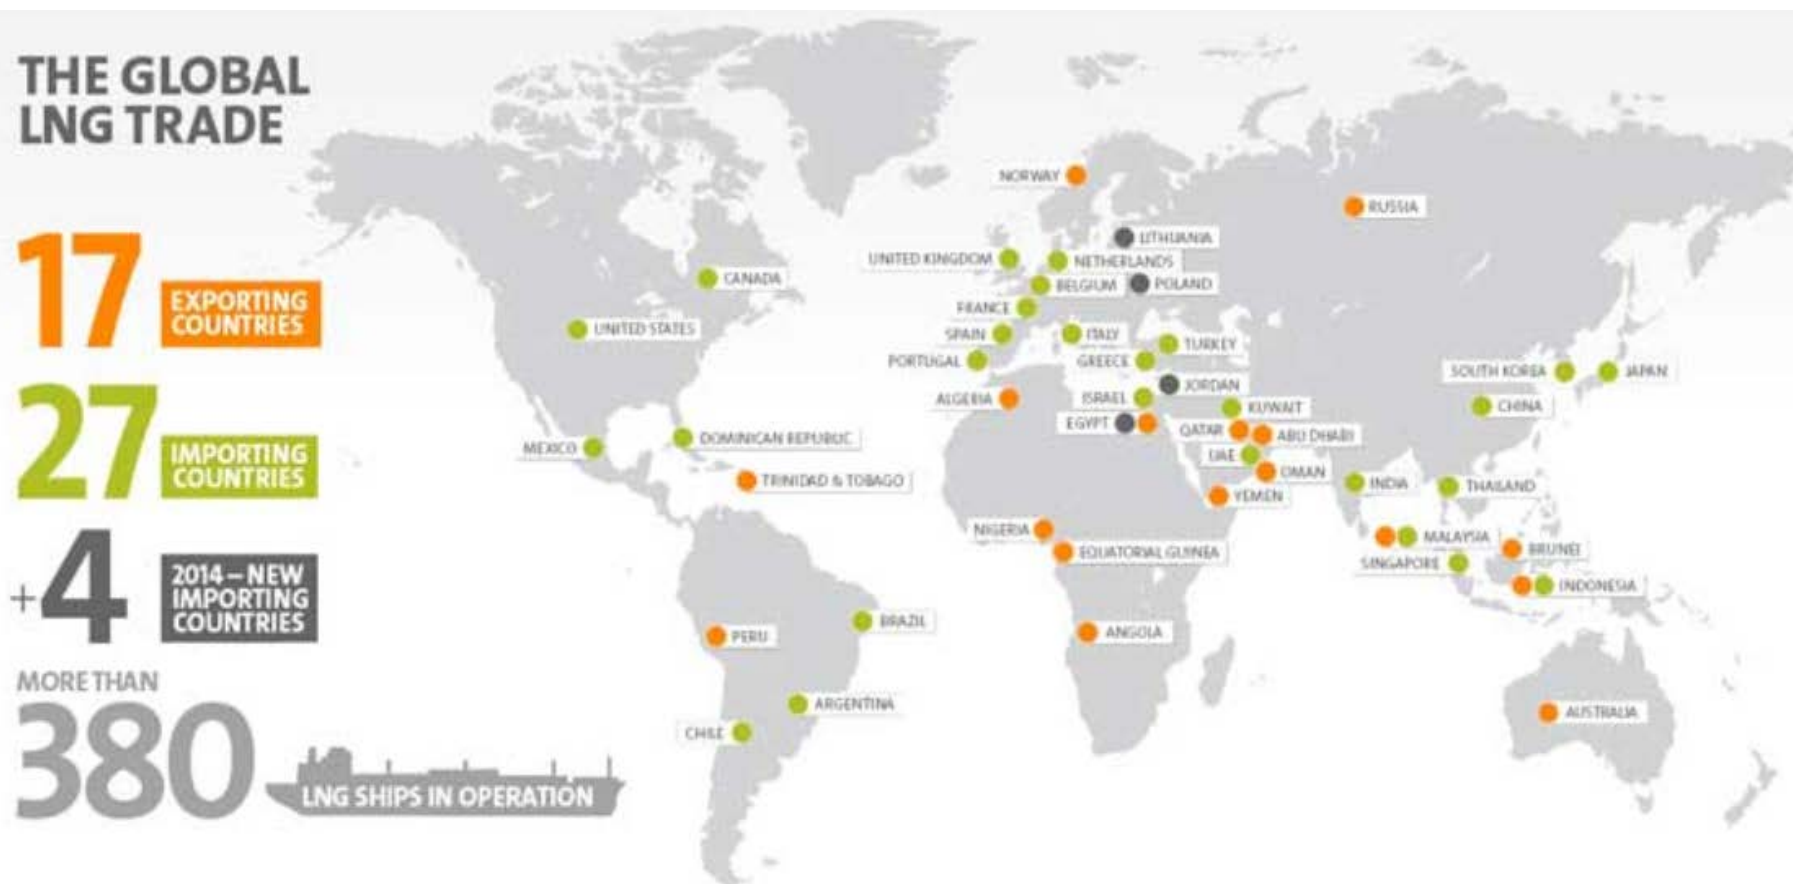 THE GLOBAL
LNG TRADE
17
EXPORTING
COUNTRIES
27
IMPORTING
COUNTRIES
+4
2014 – NEW
IMPORTING
COUNTRIES
MORE THAN
380
LNG SHIPS IN OPERATION
NORWAY
RUSSIA
LITHUANIA
UNITED KINGDOM
NETHERLANDS
CANADA
BELGIUM
POLAND
FRANCE
UNITED STATES
SPAIN
ITALY
TURKEY
PORTUGAL
GREECE
SOUTH KOREA
JAPAN
JORDAN
ALGERIA
ISRAEL
KUWAIT
CHINA
EGYPT
QATAR
ABU DHABI
MEXICO
DOMINICAN REPUBLIC
UAE
OMAN
TRINIDAD & TOBAGO
INDIA
THAILAND
YEMEN
NIGERIA
MALAYSIA
EQUATORIAL GUINEA
BRUNEI
SINGAPORE
INDONESIA
BRAZIL
PERU
ANGOLA
ARGENTINA
AUSTRALIA
CHILE